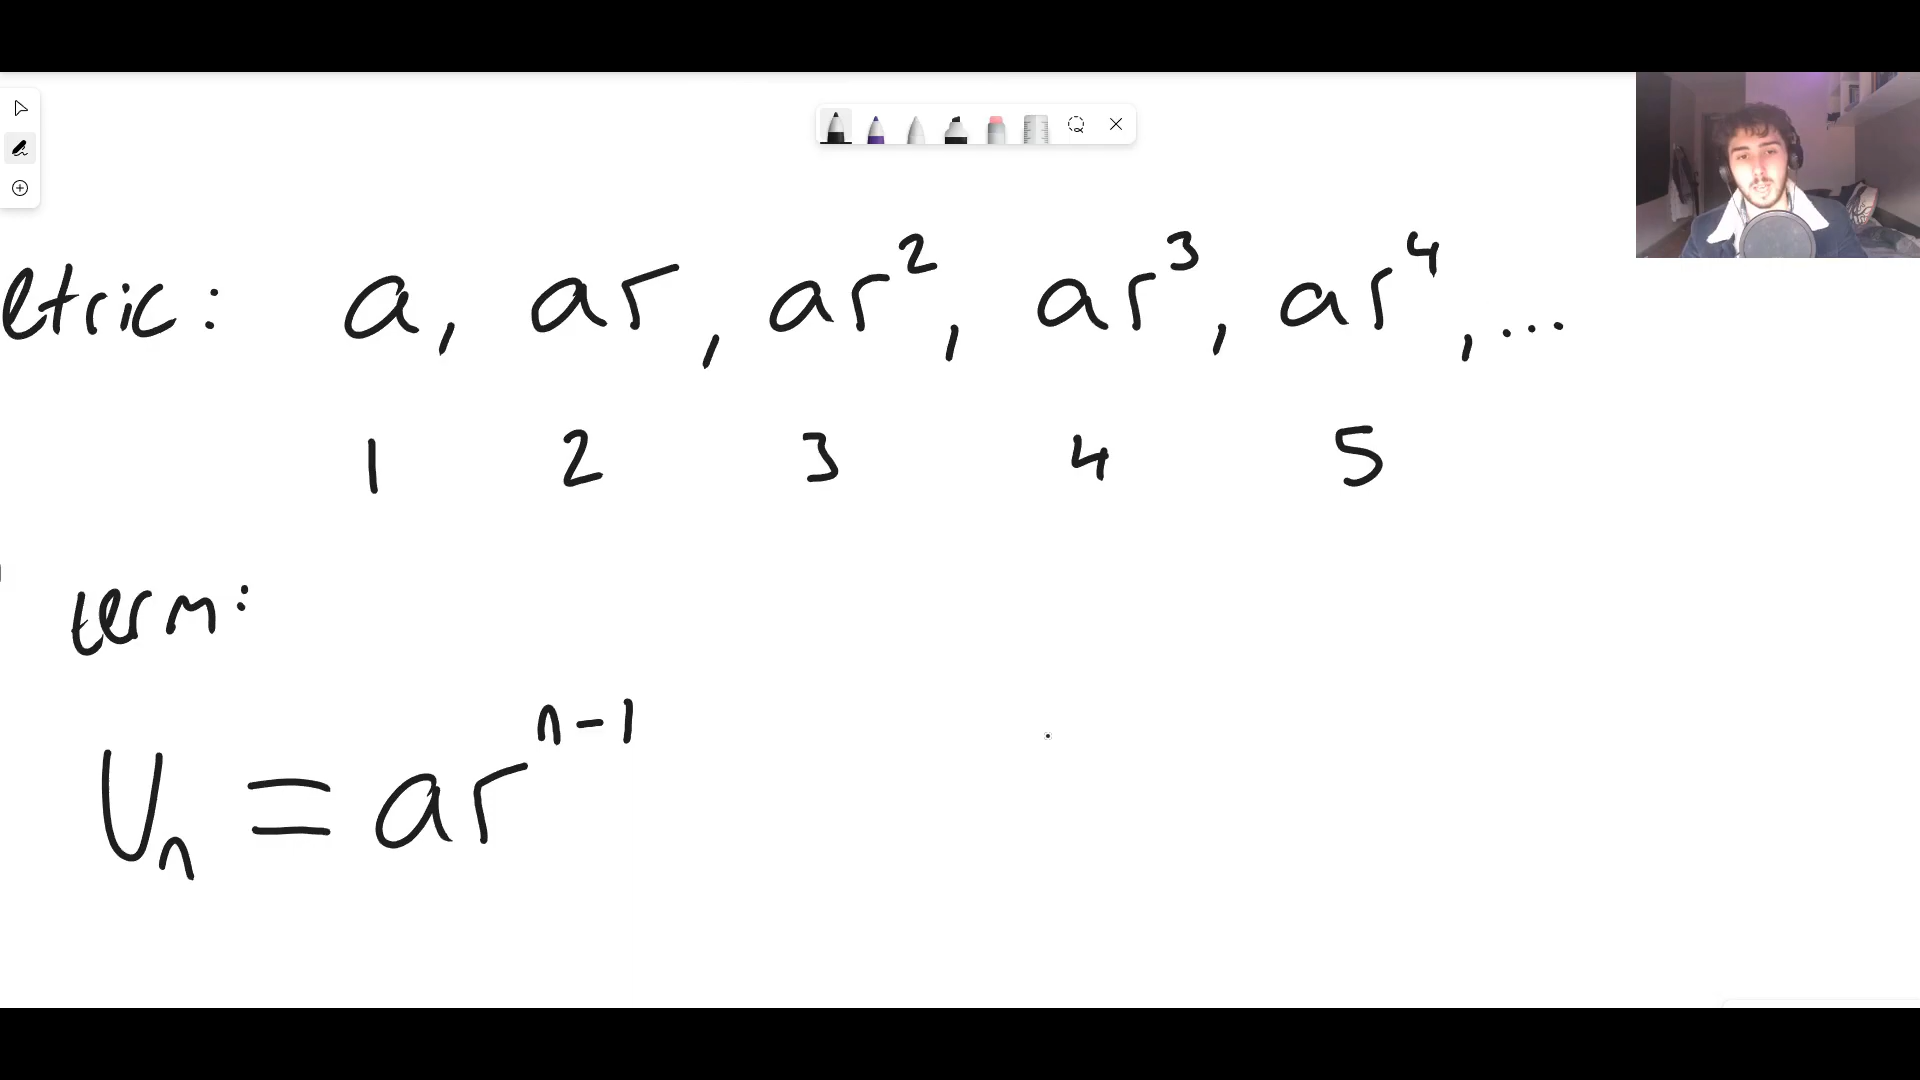 etric: a, ar, ar², ar³, ar⁴, ...
1 2 3 4 5
term:
Uₙ = arⁿ⁻¹